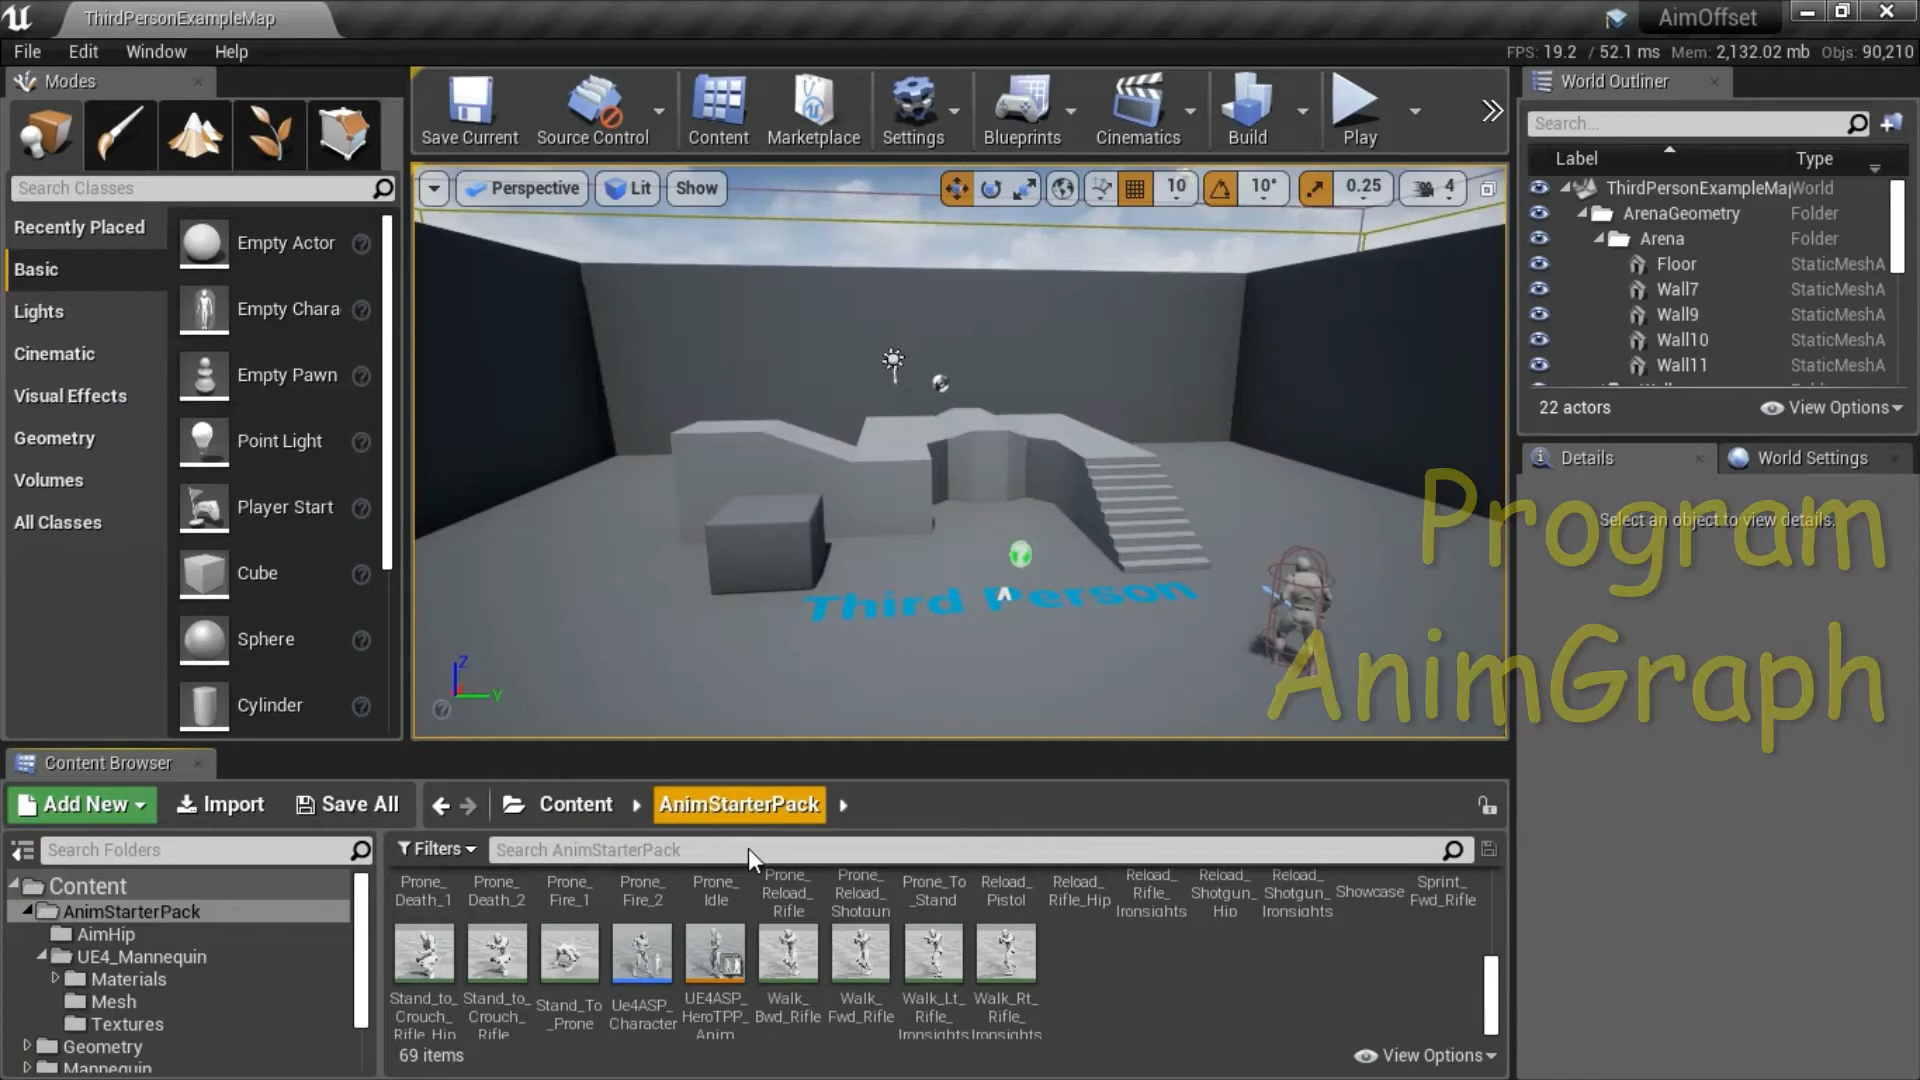 ThirdPersonExampleMap
AimOffset
File Edit Window Help
FPS: 19.2 / 52.1 ms Mem: 2,132.02 mb Objs: 90,210
Modes
Search Classes
Recently Placed
Basic
Lights
Cinematic
Visual Effects
Geometry
Volumes
All Classes
Empty Actor
Empty Chara
Empty Pawn
Point Light
Player Start
Cube
Sphere
Cylinder
Save Current Source Control Content Marketplace Settings Blueprints Cinematics Build Play
Perspective Lit Show 10 10° 0.25 4
Third Person
Z
Y
World Outliner
Search...
Label Type
ThirdPersonExampleMap World
ArenaGeometry Folder
Arena Folder
Floor StaticMeshA
Wall7 StaticMeshA
Wall9 StaticMeshA
Wall10 StaticMeshA
Wall11 StaticMeshA
22 actors View Options
Details World Settings
Select an object to view details.
Program
AnimGraph
Content Browser
Add New Import Save All Content AnimStarterPack
Search Folders
Content
AnimStarterPack
AimHip
UE4_Mannequin
Materials
Mesh
Textures
Geometry
Mannequin
Filters Search AnimStarterPack
Prone_
Death_1
Prone_
Death_2
Prone_
Fire_1
Prone_
Fire_2
Prone_
Idle
Prone_
Reload_
Rifle
Prone_
Reload_
Shotgun
Prone_To
_Stand
Reload_
Pistol
Reload_
Rifle_Hip
Reload_
Rifle_
Ironsights
Reload_
Shotgun_
Hip
Reload_
Shotgun_
Ironsights
Showcase
Sprint_
Fwd_Rifle
Stand_to_
Crouch_
Rifle_Hip
Stand_to_
Crouch_
Rifle_
Stand_To
_Prone
Ue4ASP_
Character
UE4ASP_
HeroTPP_
Anim
Walk_
Bwd_Rifle
Walk_
Fwd_Rifle
Walk_Lt_
Rifle_
Ironsights
Walk_Rt_
Rifle_
Ironsights
69 items View Options